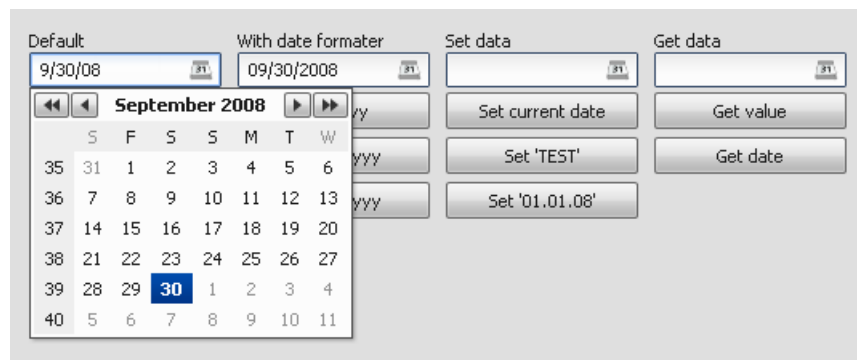 Default With date formater Set data Get data
9/30/08 09/30/2008
September 2008
S F S S M T W
35 31 1 2 3 4 5 6
36 7 8 9 10 11 12 13
37 14 15 16 17 18 19 20
38 21 22 23 24 25 26 27
39 28 29 30 1 2 3 4
40 5 6 7 8 9 10 11
yy
yyy
yyy
Set current date Get value
Set 'TEST' Get date
Set '01.01.08'